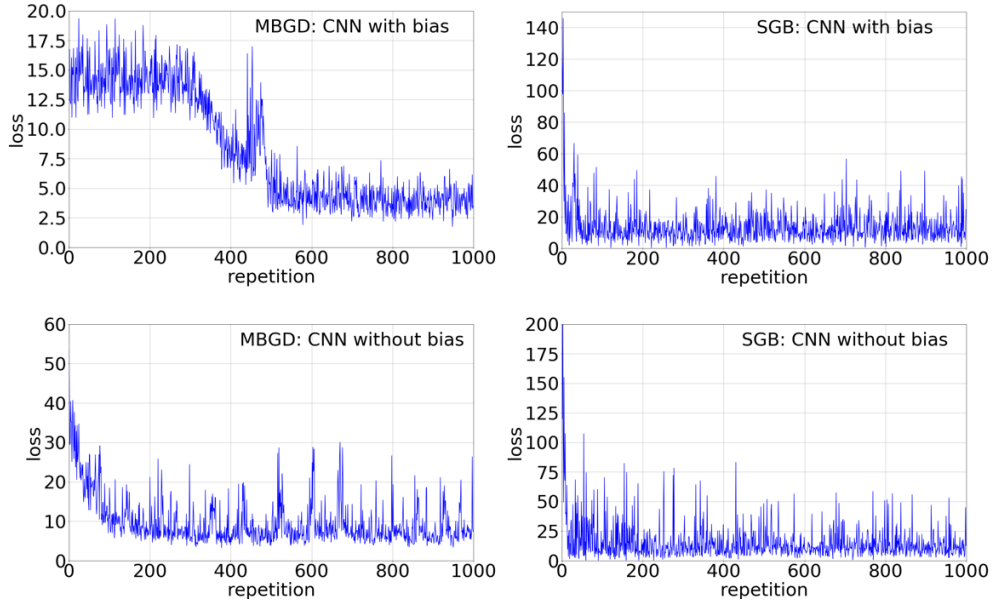 MBGD: CNN with bias
20.0
17.5
15.0
12.5
10.0
7.5
5.0
2.5
0.0
loss
0 200 400 600 800 1000
repetition
SGB: CNN with bias
140
120
100
80
60
40
20
0
loss
0 200 400 600 800 1000
repetition
MBGD: CNN without bias
60
50
40
30
20
10
0
loss
0 200 400 600 800 1000
repetition
SGB: CNN without bias
200
175
150
125
100
75
50
25
0
loss
0 200 400 600 800 1000
repetition